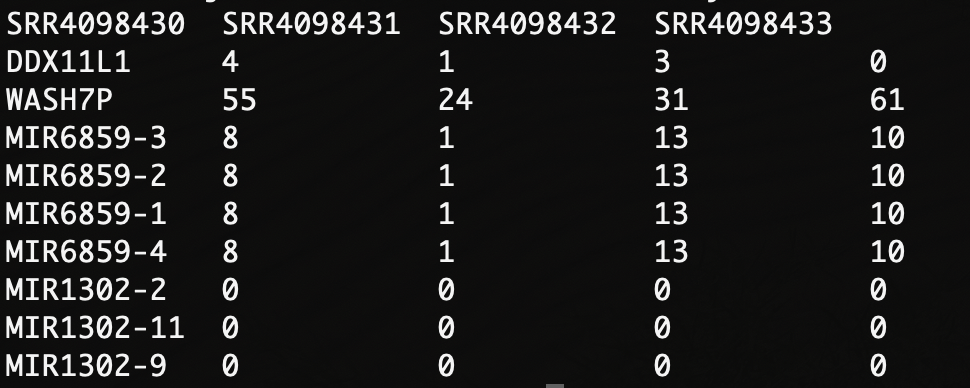 SRR4098430 SRR4098431 SRR4098432 SRR4098433
DDX11L1 4 1 3 0
WASH7P 55 24 31 61
MIR6859-3 8 1 13 10
MIR6859-2 8 1 13 10
MIR6859-1 8 1 13 10
MIR6859-4 8 1 13 10
MIR1302-2 0 0 0 0
MIR1302-11 0 0 0 0
MIR1302-9 0 0 0 0